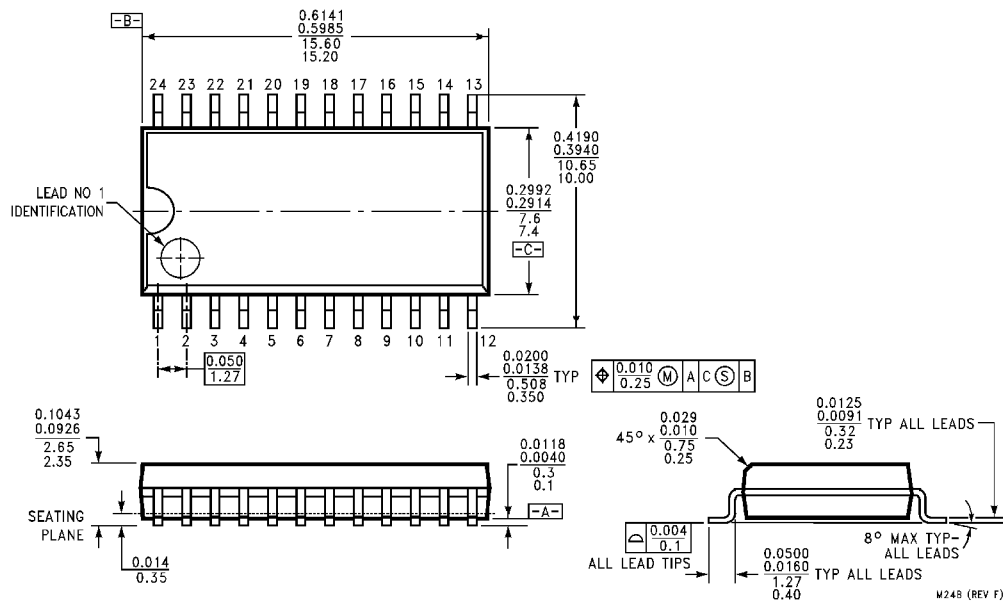 -B-
0.6141
0.5985
15.60
15.20
24 23 22 21 20 19 18 17 16 15 14 13
LEAD NO 1
IDENTIFICATION
0.4190
0.3940
10.65
10.00
0.2992
0.2914
7.6
7.4
-C-
1 2 3 4 5 6 7 8 9 10 11 12
0.050
1.27
0.0200
0.0138
0.508
0.350
TYP
⌖ 0.010
0.25 Ⓜ A C Ⓢ B
0.1043
0.0926
2.65
2.35
0.0118
0.0040
0.3
0.1
-A-
SEATING
PLANE
0.014
0.35
45° x
0.029
0.010
0.75
0.25
0.0125
0.0091
0.32
0.23
TYP ALL LEADS
0.004
0.1
ALL LEAD TIPS
0.0500
0.0160
1.27
0.40
TYP ALL LEADS
8° MAX TYP-
ALL LEADS
M24B (REV F)